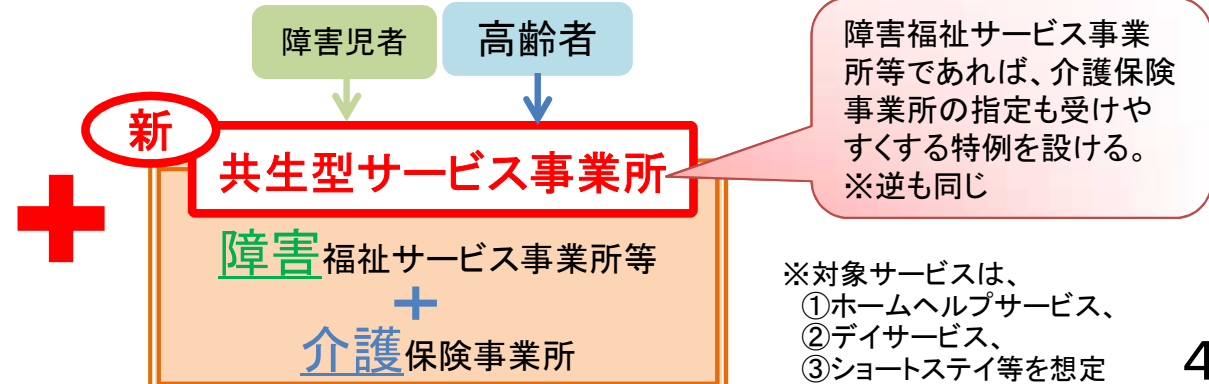 障害児者
高齢者
新
共生型サービス事業所
障害福祉サービス事業所等
+
介護保険事業所
障害福祉サービス事業
所等であれば、介護保険
事業所の指定も受けや
すくする特例を設ける。
※逆も同じ
※対象サービスは、
①ホームヘルプサービス、
②デイサービス、
③ショートステイ等を想定
4